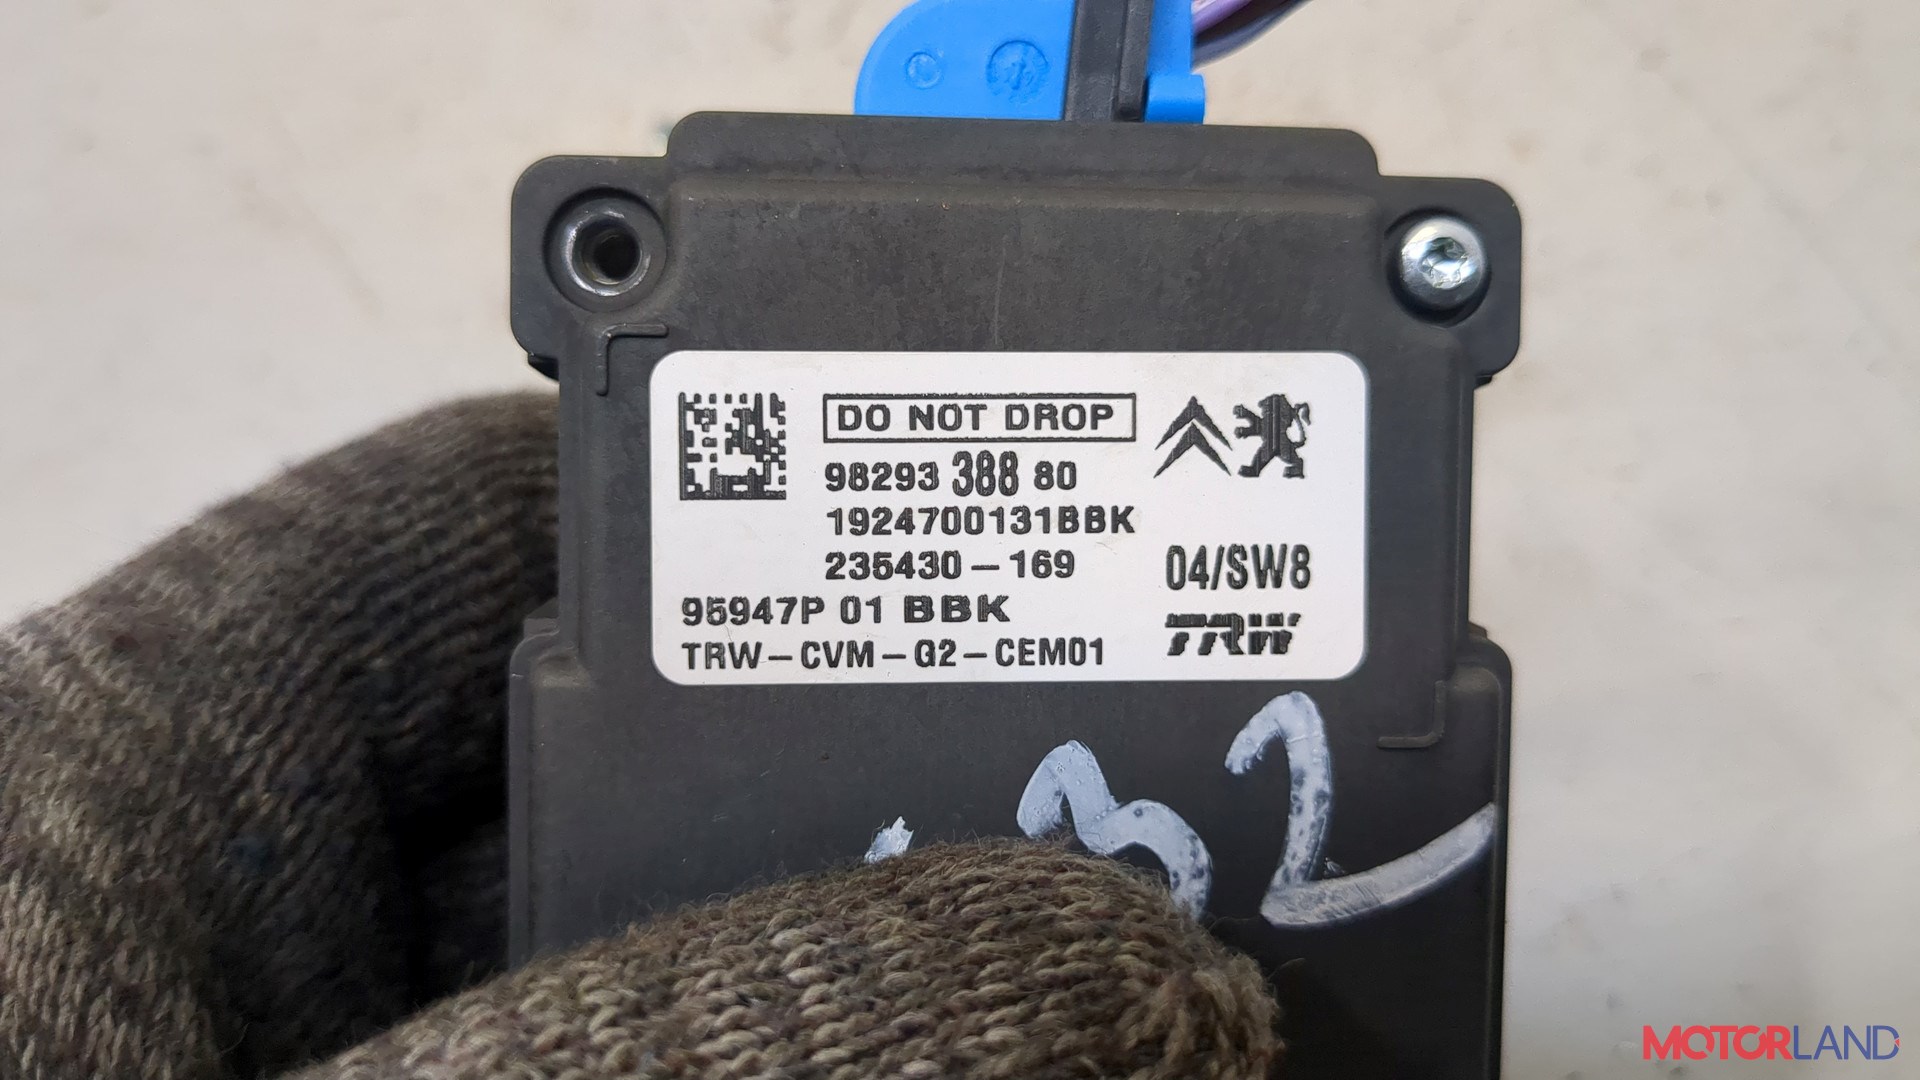 DO NOT DROP
98293 388 80
1924700131BBK
235430-169
04/SW8
95947P 01 BBK
TRW
TRW-CVM-G2-CEM01
32
MOTORLAND